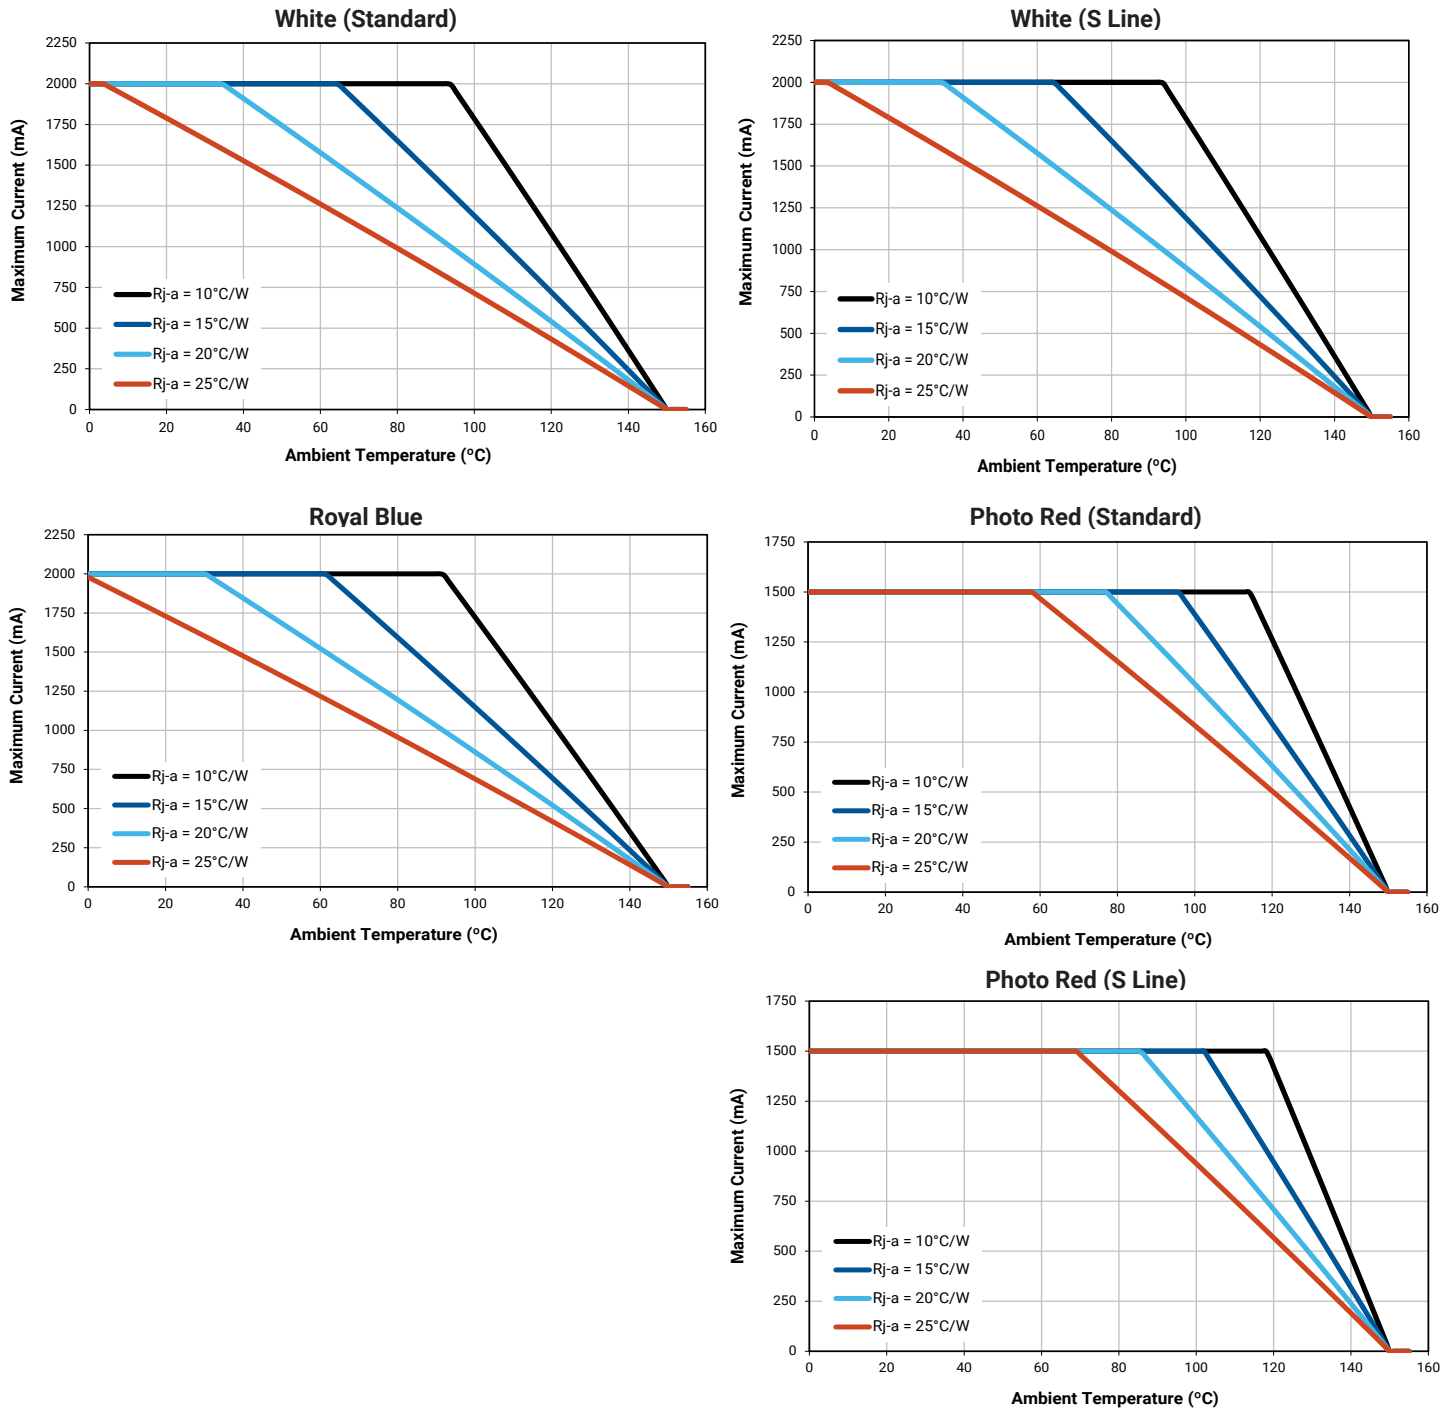 White (Standard)
2250
2000
1750
1500
1250
1000
750
500
250
0
Maximum Current (mA)
Rj-a = 10°C/W
Rj-a = 15°C/W
Rj-a = 20°C/W
Rj-a = 25°C/W
0 20 40 60 80 100 120 140 160
Ambient Temperature (ºC)
White (S Line)
2250
2000
1750
1500
1250
1000
750
500
250
0
Maximum Current (mA)
Rj-a = 10°C/W
Rj-a = 15°C/W
Rj-a = 20°C/W
Rj-a = 25°C/W
0 20 40 60 80 100 120 140 160
Ambient Temperature (ºC)
Royal Blue
2250
2000
1750
1500
1250
1000
750
500
250
0
Maximum Current (mA)
Rj-a = 10°C/W
Rj-a = 15°C/W
Rj-a = 20°C/W
Rj-a = 25°C/W
0 20 40 60 80 100 120 140 160
Ambient Temperature (ºC)
Photo Red (Standard)
1750
1500
1250
1000
750
500
250
0
Maximum Current (mA)
Rj-a = 10°C/W
Rj-a = 15°C/W
Rj-a = 20°C/W
Rj-a = 25°C/W
0 20 40 60 80 100 120 140 160
Ambient Temperature (ºC)
Photo Red (S Line)
1750
1500
1250
1000
750
500
250
0
Maximum Current (mA)
Rj-a = 10°C/W
Rj-a = 15°C/W
Rj-a = 20°C/W
Rj-a = 25°C/W
0 20 40 60 80 100 120 140 160
Ambient Temperature (ºC)